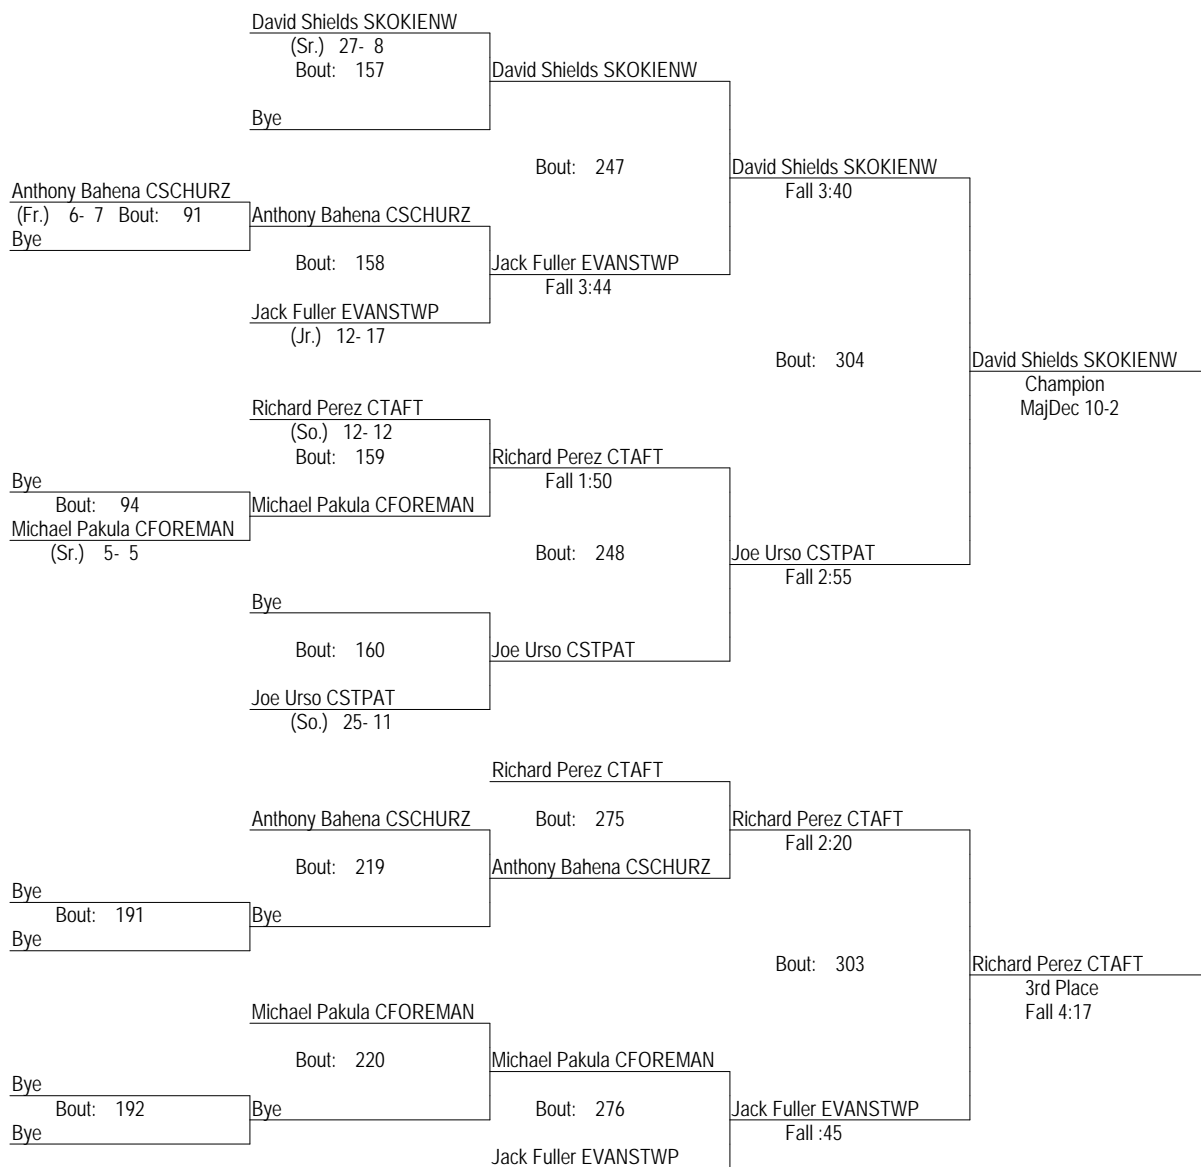 David Shields SKOKIENW
(Sr.) 27- 8
Bout: 157
David Shields SKOKIENW
Bye
Bout: 247
David Shields SKOKIENW
Fall 3:40
Anthony Bahena CSCHURZ
(Fr.) 6- 7 Bout: 91
Bye
Anthony Bahena CSCHURZ
Bout: 158
Jack Fuller EVANSTWP
Fall 3:44
Jack Fuller EVANSTWP
(Jr.) 12- 17
Bout: 304
David Shields SKOKIENW
Champion
MajDec 10-2
Richard Perez CTAFT
(So.) 12- 12
Bout: 159
Richard Perez CTAFT
Fall 1:50
Bye
Bout: 94
Michael Pakula CFOREMAN
(Sr.) 5- 5
Michael Pakula CFOREMAN
Bout: 248
Joe Urso CSTPAT
Fall 2:55
Bye
Bout: 160
Joe Urso CSTPAT
Joe Urso CSTPAT
(So.) 25- 11
Richard Perez CTAFT
Anthony Bahena CSCHURZ
Bout: 275
Richard Perez CTAFT
Fall 2:20
Bout: 219
Anthony Bahena CSCHURZ
Bye
Bout: 191
Bye
Bye
Bout: 303
Richard Perez CTAFT
3rd Place
Fall 4:17
Michael Pakula CFOREMAN
Bout: 220
Michael Pakula CFOREMAN
Bye
Bout: 192
Bye
Bye
Bout: 276
Jack Fuller EVANSTWP
Fall :45
Jack Fuller EVANSTWP